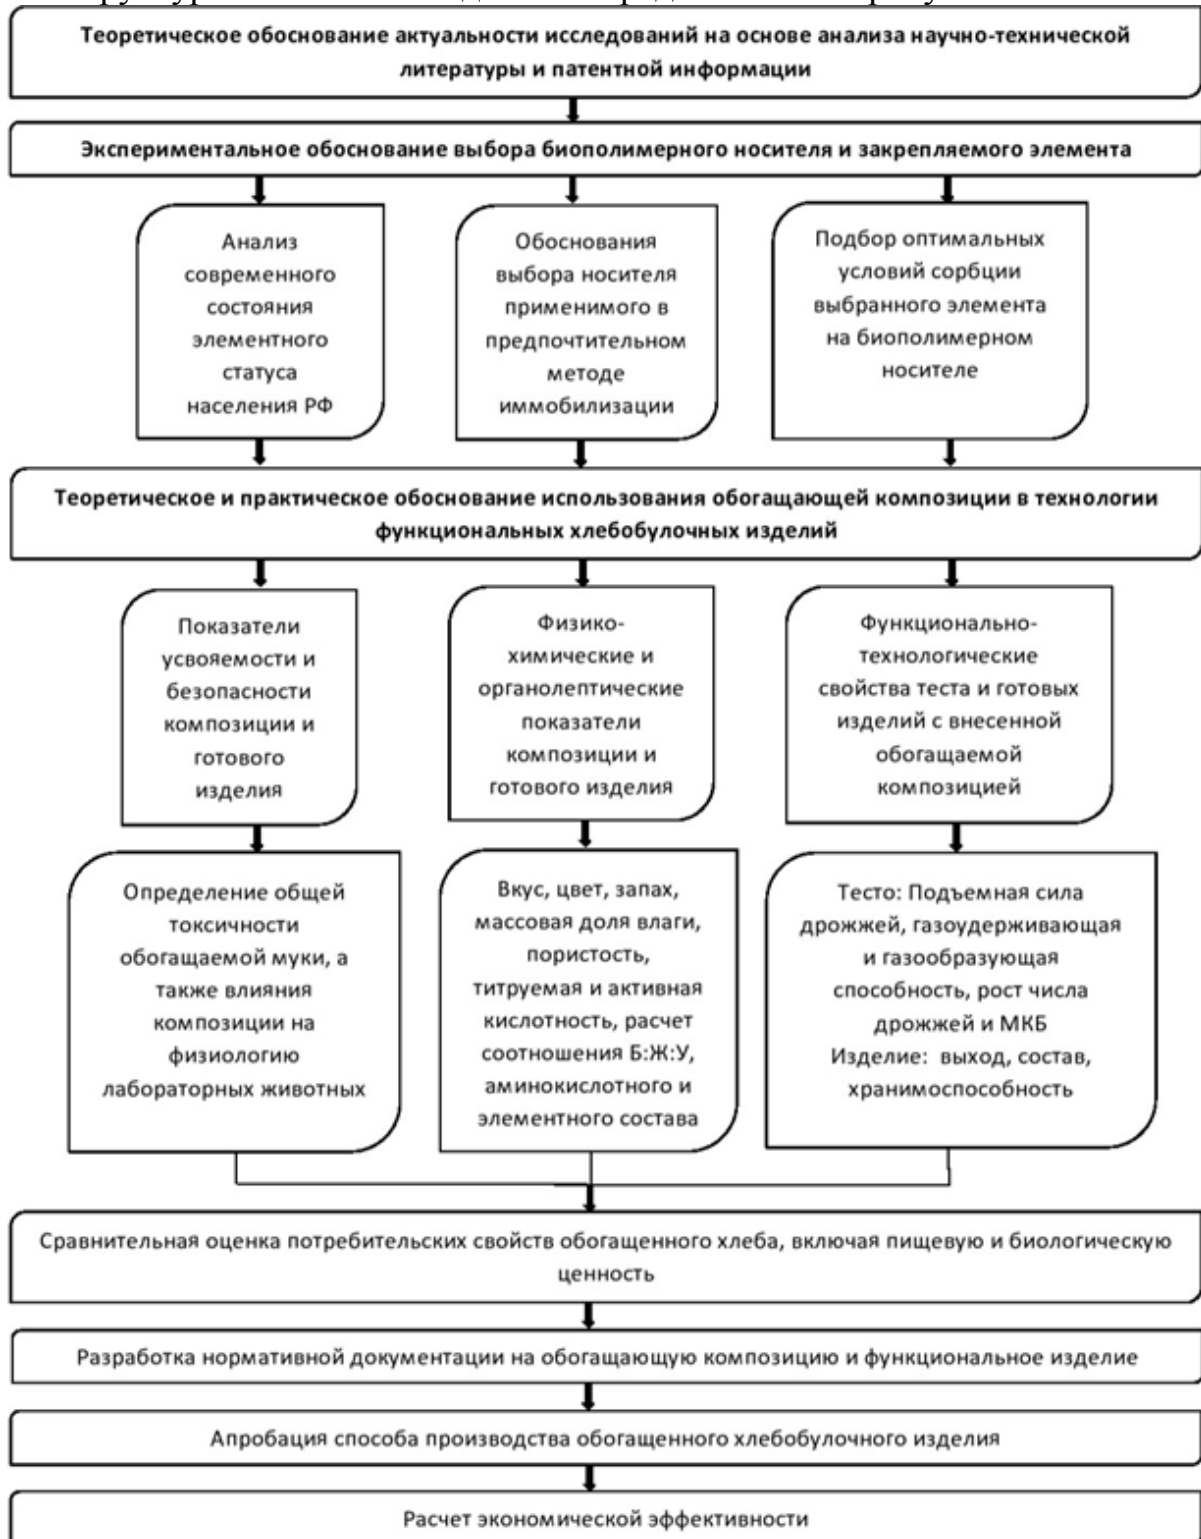 Теоретическое обоснование актуальности исследований на основе анализа научно-технической
литературы и патентной информации
Экспериментальное обоснование выбора биополимерного носителя и закрепляемого элемента
Анализ
современного
состояния
элементного
статуса
населения РФ
Обоснования
выбора носителя
применимого в
предпочтительном
методе
иммобилизации
Подбор оптимальных
условий сорбции
выбранного элемента
на биополимерном
носителе
Теоретическое и практическое обоснование использования обогащающей композиции в технологии
функциональных хлебобулочных изделий
Показатели
усвояемости и
безопасности
композиции и
готового
изделия
Физико-
химические и
органолептические
показатели
композиции и
готового изделия
Функционально-
технологические
свойства теста и готовых
изделий с внесенной
обогащаемой
композицией
Определение общей
токсичности
обогащаемой муки, а
также влияния
композиции на
физиологию
лабораторных животных
Вкус, цвет, запах,
массовая доля влаги,
пористость,
титруемая и активная
кислотность, расчет
соотношения Б:Ж:У,
аминокислотного и
элементного состава
Тесто: Подъемная сила
дрожжей, газоудерживающая
и газообразующая
способность, рост числа
дрожжей и МКБ
Изделие: выход, состав,
хранимоспособность
Сравнительная оценка потребительских свойств обогащенного хлеба, включая пищевую и биологическую
ценность
Разработка нормативной документации на обогащающую композицию и функциональное изделие
Апробация способа производства обогащенного хлебобулочного изделия
Расчет экономической эффективности